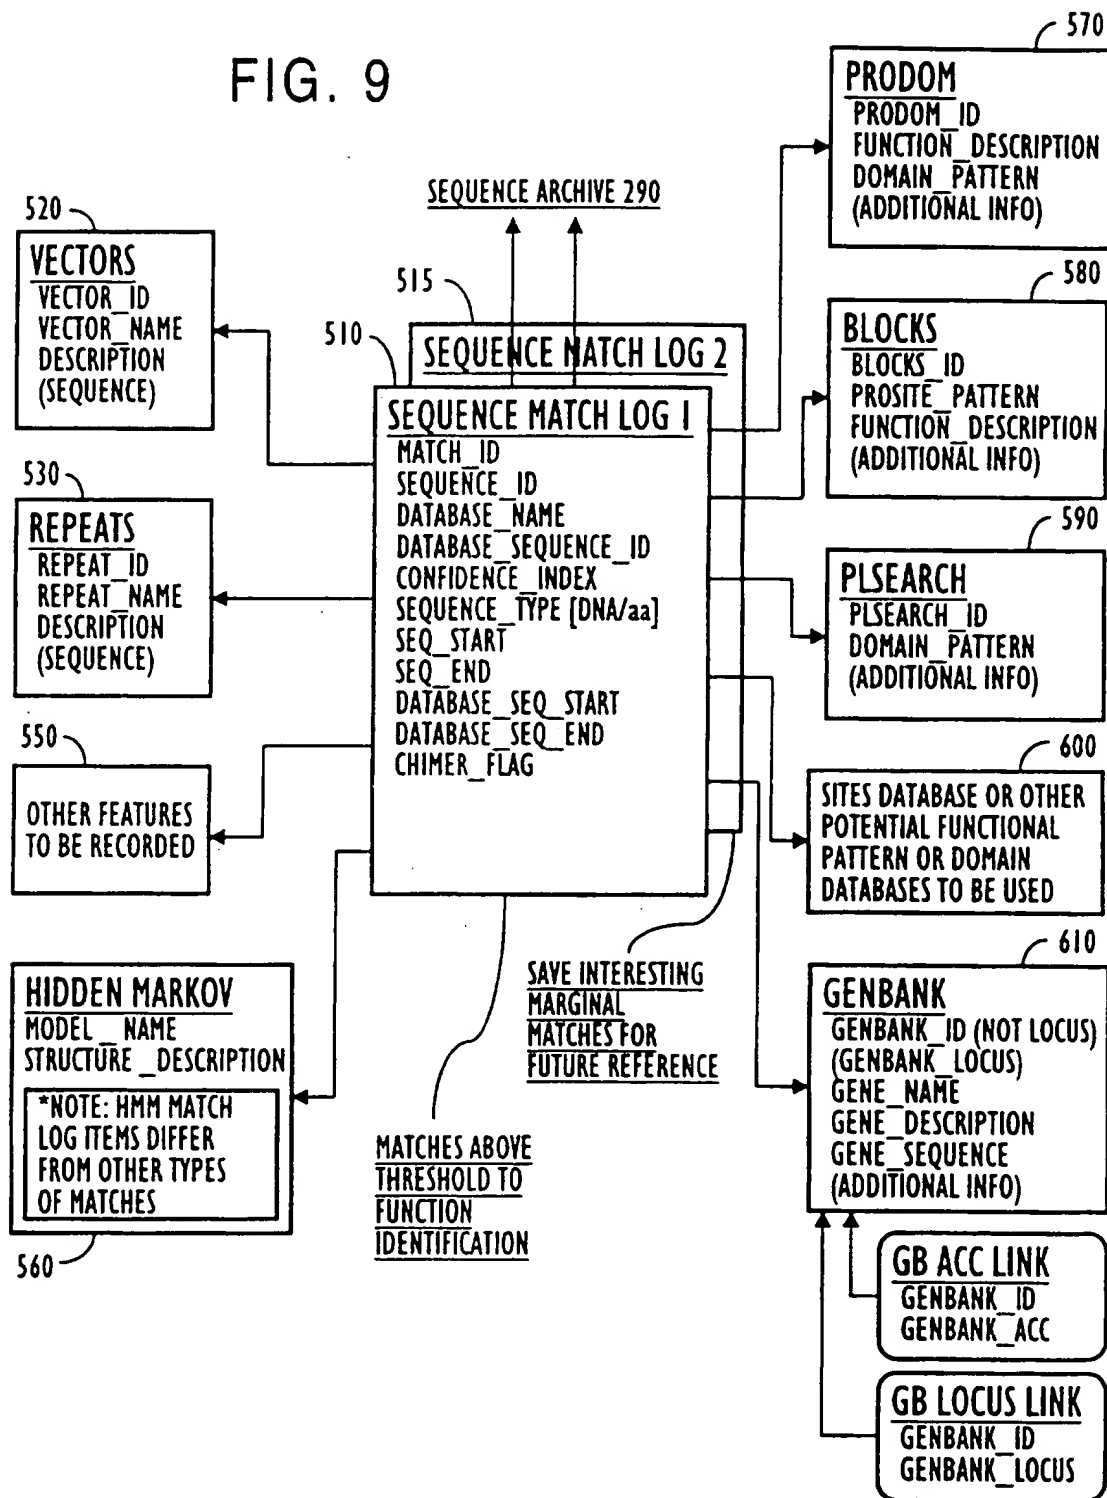 FIG. 9
SEQUENCE ARCHIVE 290
520
VECTORS
VECTOR_ID
VECTOR_NAME
DESCRIPTION
(SEQUENCE)
530
REPEATS
REPEAT_ID
REPEAT_NAME
DESCRIPTION
(SEQUENCE)
550
OTHER FEATURES
TO BE RECORDED
HIDDEN MARKOV
MODEL_NAME
STRUCTURE_DESCRIPTION
*NOTE: HMM MATCH
LOG ITEMS DIFFER
FROM OTHER TYPES
OF MATCHES
560
515
SEQUENCE MATCH LOG 2
510
SEQUENCE MATCH LOG 1
MATCH_ID
SEQUENCE_ID
DATABASE_NAME
DATABASE_SEQUENCE_ID
CONFIDENCE_INDEX
SEQUENCE_TYPE [DNA/aa]
SEQ_START
SEQ_END
DATABASE_SEQ_START
DATABASE_SEQ_END
CHIMER_FLAG
MATCHES ABOVE
THRESHOLD TO
FUNCTION
IDENTIFICATION
SAVE INTERESTING
MARGINAL
MATCHES FOR
FUTURE REFERENCE
570
PRODOM
PRODOM_ID
FUNCTION_DESCRIPTION
DOMAIN_PATTERN
(ADDITIONAL INFO)
580
BLOCKS
BLOCKS_ID
PROSITE_PATTERN
FUNCTION_DESCRIPTION
(ADDITIONAL INFO)
590
PLSEARCH
PLSEARCH_ID
DOMAIN_PATTERN
(ADDITIONAL INFO)
600
SITES DATABASE OR OTHER
POTENTIAL FUNCTIONAL
PATTERN OR DOMAIN
DATABASES TO BE USED
610
GENBANK
GENBANK_ID (NOT LOCUS)
(GENBANK_LOCUS)
GENE_NAME
GENE_DESCRIPTION
GENE_SEQUENCE
(ADDITIONAL INFO)
GB ACC LINK
GENBANK_ID
GENBANK_ACC
GB LOCUS LINK
GENBANK_ID
GENBANK_LOCUS